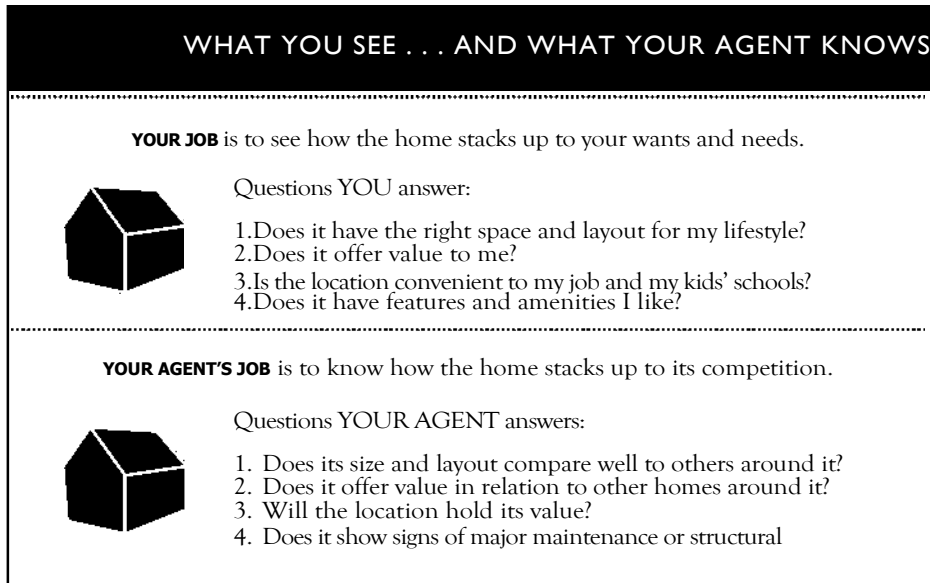 WHAT YOU SEE . . . AND WHAT YOUR AGENT KNOWS
YOUR JOB is to see how the home stacks up to your wants and needs.
Questions YOU answer:
1.Does it have the right space and layout for my lifestyle?
2.Does it offer value to me?
3.Is the location convenient to my job and my kids’ schools?
4.Does it have features and amenities I like?
YOUR AGENT’S JOB is to know how the home stacks up to its competition.
Questions YOUR AGENT answers:
1. Does its size and layout compare well to others around it?
2. Does it offer value in relation to other homes around it?
3. Will the location hold its value?
4. Does it show signs of major maintenance or structural